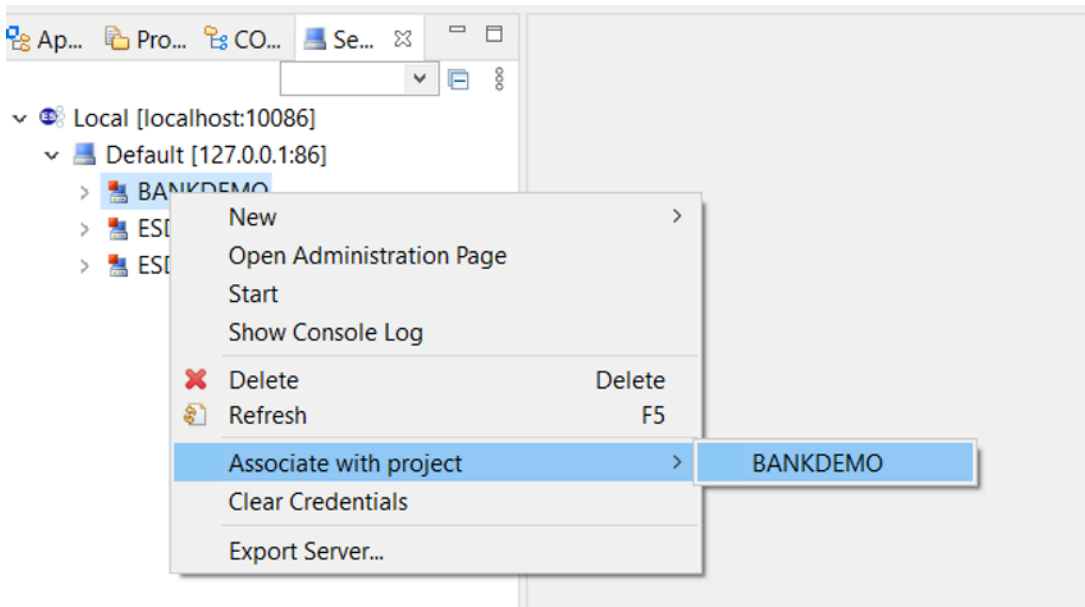 Ap... Pro... CO... Se...
Local [localhost:10086]
Default [127.0.0.1:86]
BANKDEMO
New
Open Administration Page
Start
Show Console Log
Delete Delete
Refresh F5
Associate with project BANKDEMO
Clear Credentials
Export Server...